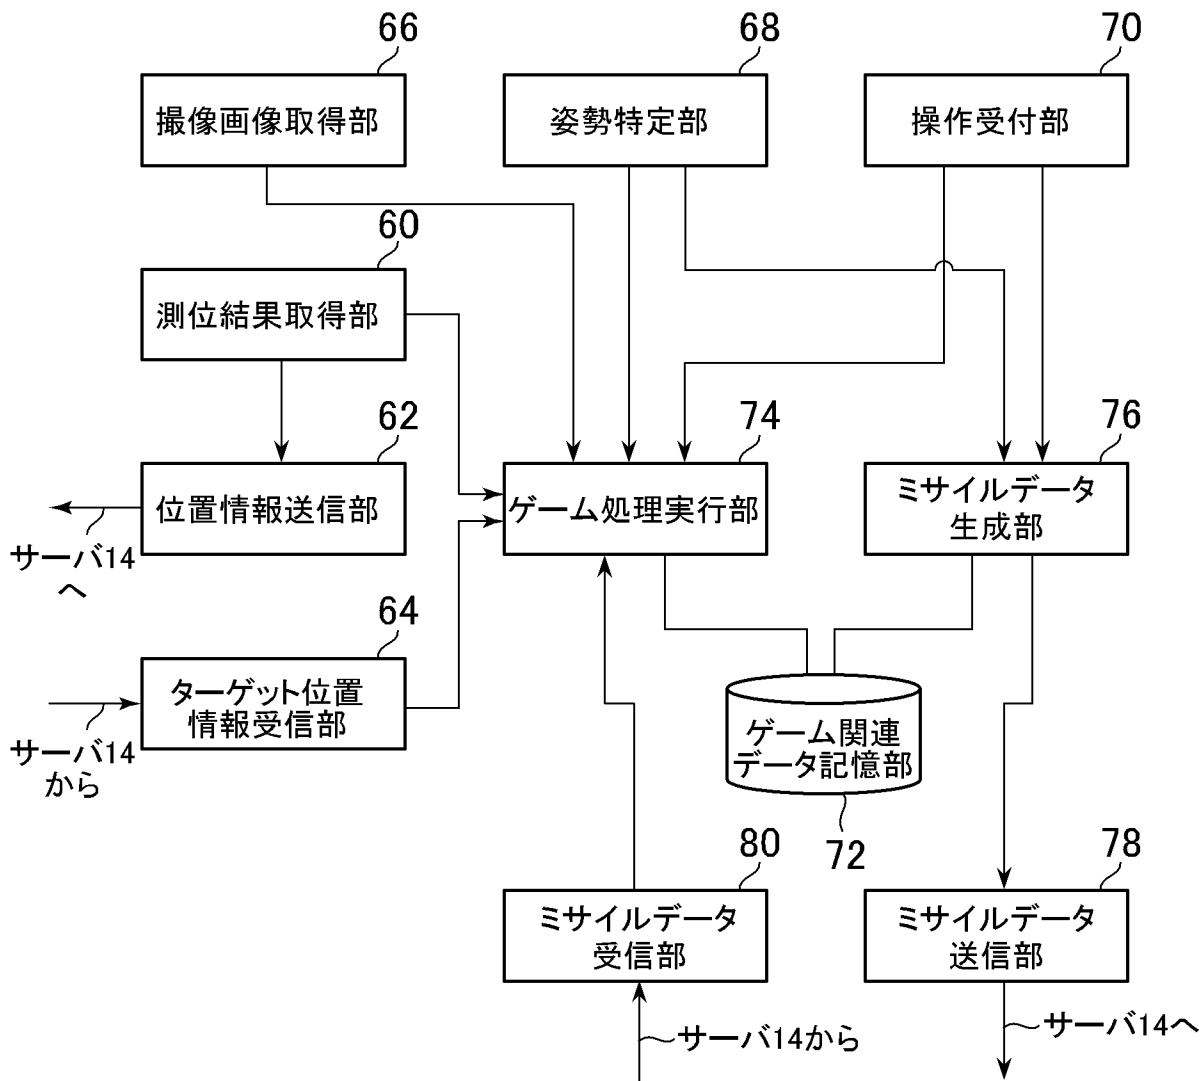 66
68
70
撮像画像取得部
姿勢特定部
操作受付部
60
測位結果取得部
62
74
76
位置情報送信部
ゲーム処理実行部
ミサイルデータ
生成部
サーバ14
へ
64
ターゲット位置
情報受信部
サーバ14
から
ゲーム関連
データ記憶部
72
80
78
ミサイルデータ
受信部
ミサイルデータ
送信部
サーバ14から
サーバ14へ